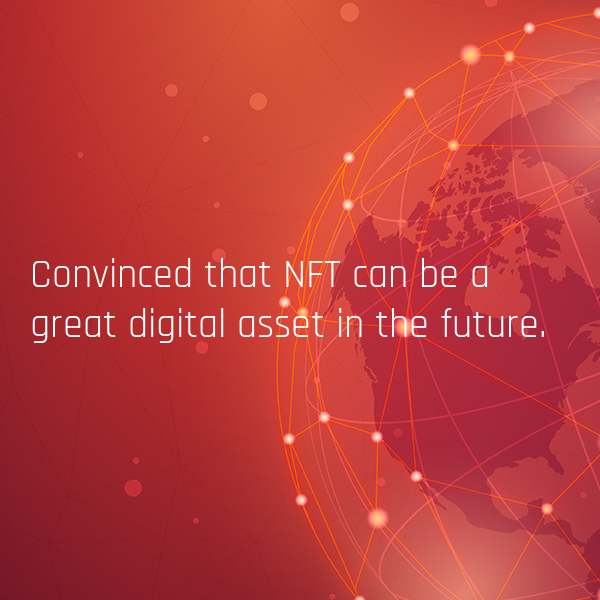 Convinced that NFT can be a
great digital asset in the future.